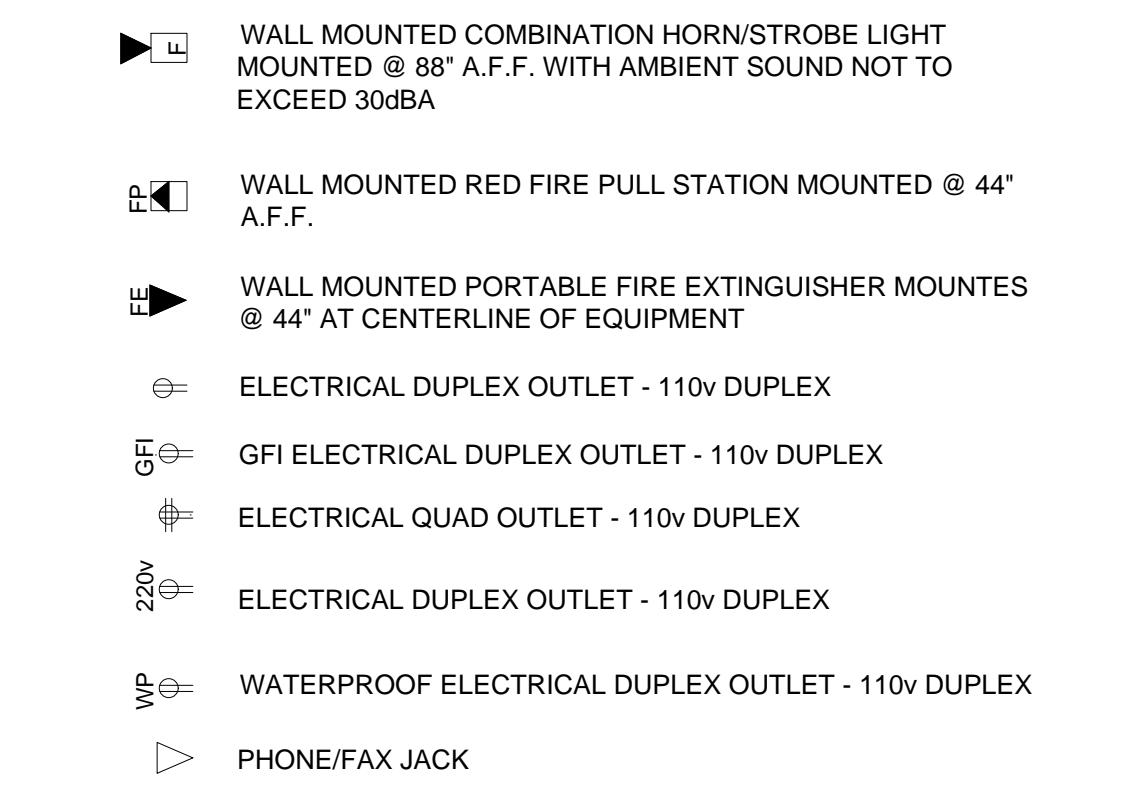 F
WALL MOUNTED COMBINATION HORN/STROBE LIGHT
MOUNTED @ 88" A.F.F. WITH AMBIENT SOUND NOT TO
EXCEED 30dBA
FP
WALL MOUNTED RED FIRE PULL STATION MOUNTED @ 44"
A.F.F.
FE
WALL MOUNTED PORTABLE FIRE EXTINGUISHER MOUNTES
@ 44" AT CENTERLINE OF EQUIPMENT
ELECTRICAL DUPLEX OUTLET - 110v DUPLEX
GFI
GFI ELECTRICAL DUPLEX OUTLET - 110v DUPLEX
ELECTRICAL QUAD OUTLET - 110v DUPLEX
220v
ELECTRICAL DUPLEX OUTLET - 110v DUPLEX
WP
WATERPROOF ELECTRICAL DUPLEX OUTLET - 110v DUPLEX
PHONE/FAX JACK